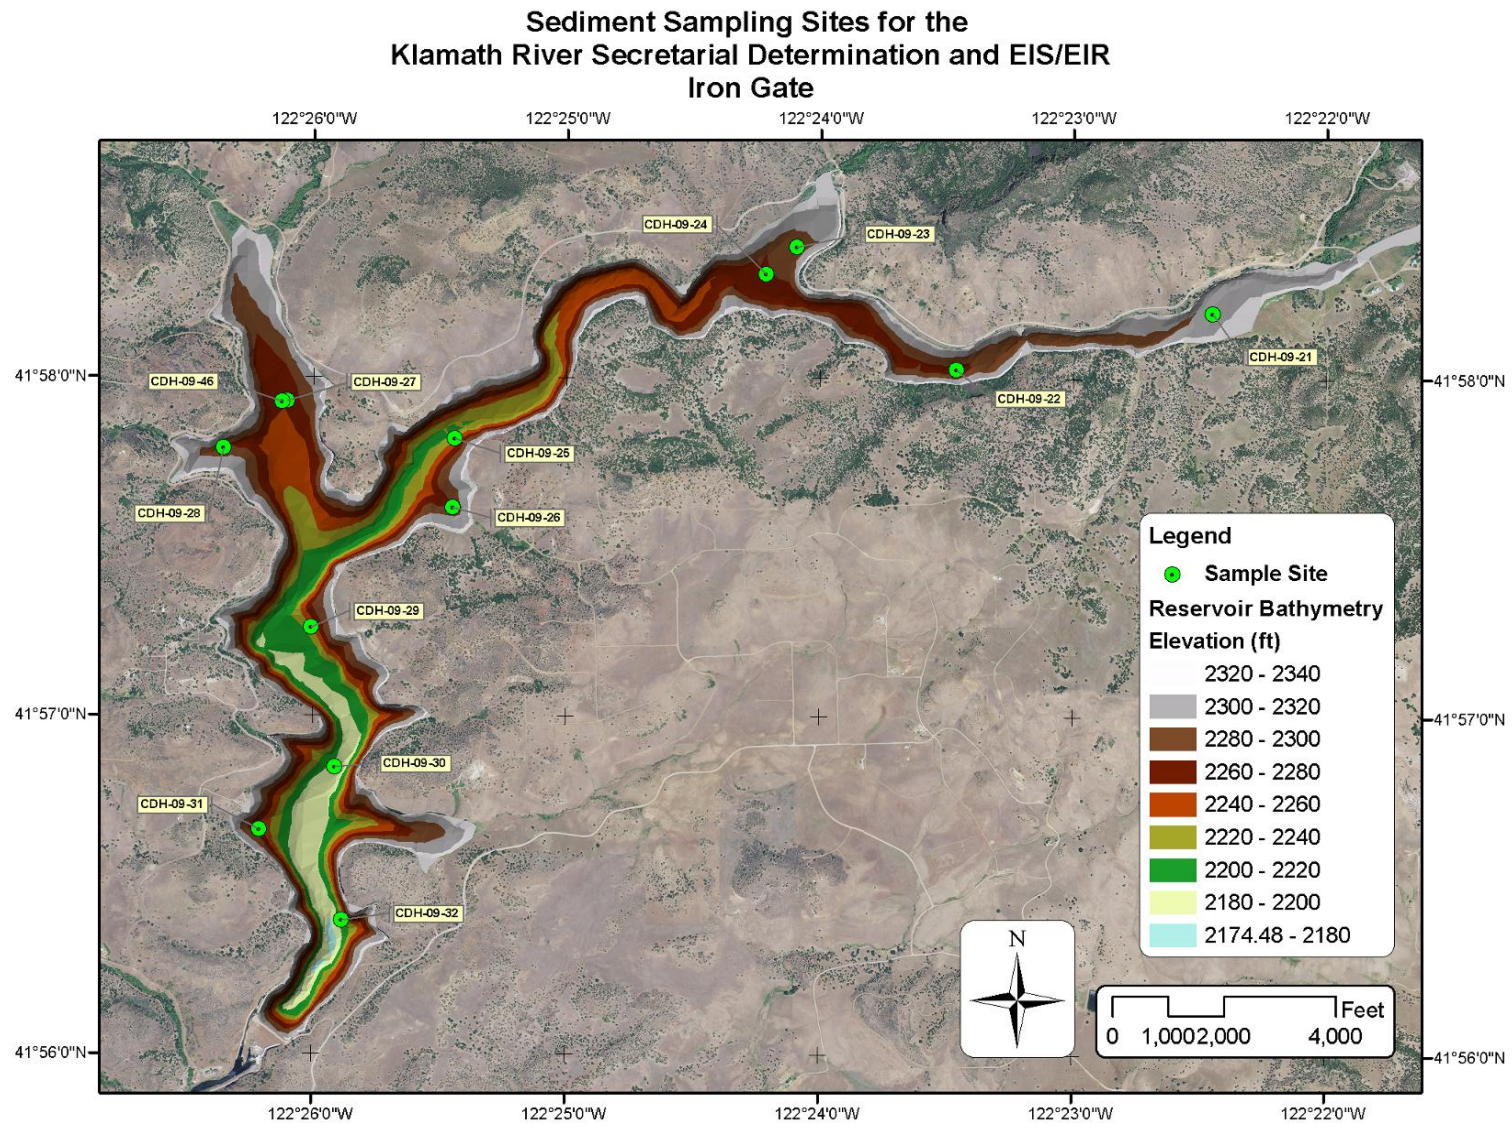 Sediment Sampling Sites for the
Klamath River Secretarial Determination and EIS/EIR
Iron Gate
122°26'0"W 122°25'0"W 122°24'0"W 122°23'0"W 122°22'0"W
CDH-09-24
CDH-09-23
CDH-09-21
41°58'0"N
41°58'0"N
CDH-09-46
CDH-09-27
CDH-09-22
CDH-09-25
CDH-09-28
CDH-09-26
Legend
Sample Site
Reservoir Bathymetry
Elevation (ft)
2320 - 2340
2300 - 2320
2280 - 2300
2260 - 2280
2240 - 2260
2220 - 2240
2200 - 2220
2180 - 2200
2174.48 - 2180
CDH-09-29
41°57'0"N
41°57'0"N
CDH-09-30
CDH-09-31
CDH-09-32
N
Feet
0 1,000 2,000 4,000
41°56'0"N
41°56'0"N
122°26'0"W 122°25'0"W 122°24'0"W 122°23'0"W 122°22'0"W